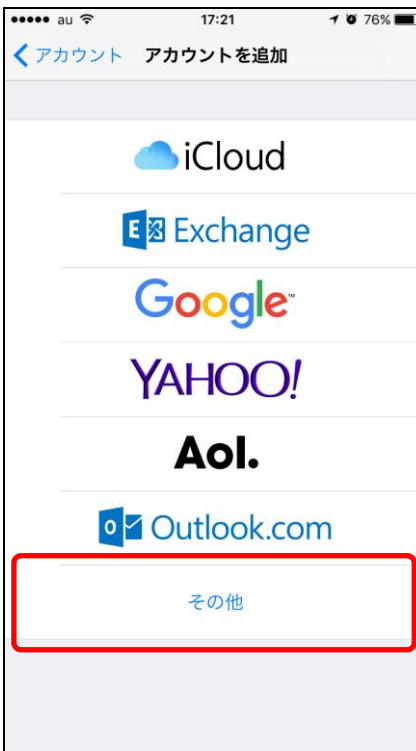 au 17:21 76%
アカウント アカウントを追加
iCloud
E Exchange
Google™
YAHOO!
Aol.
O Outlook.com
その他